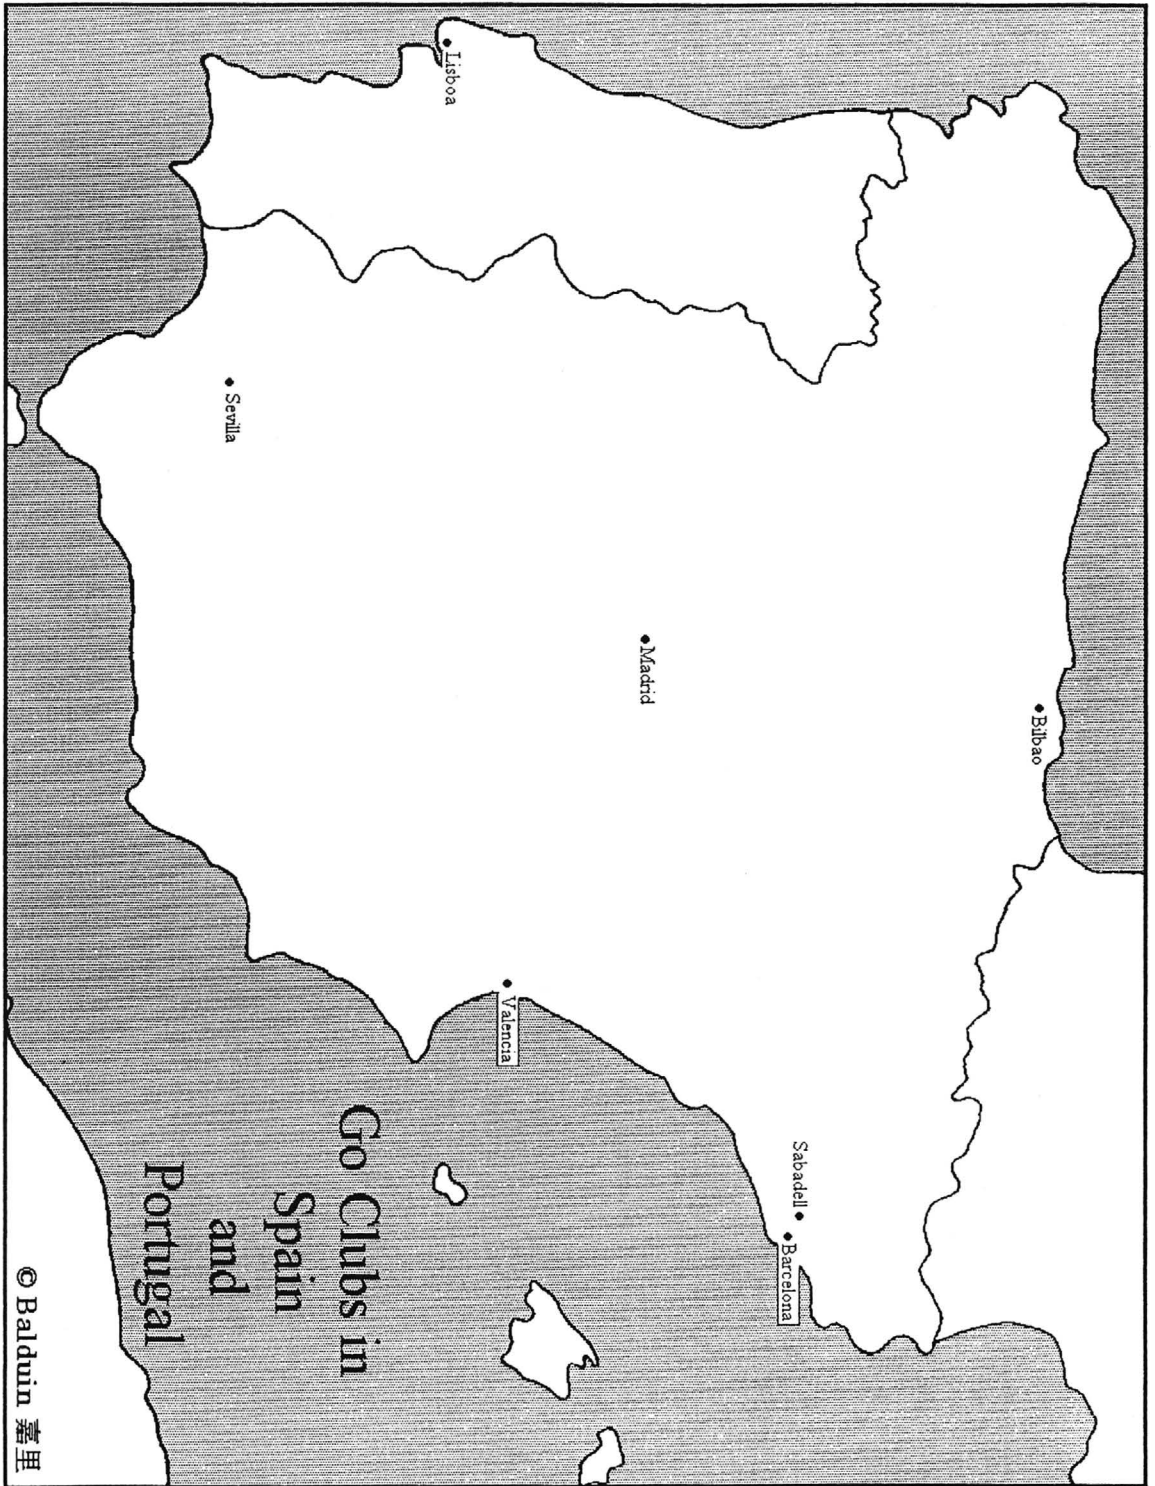 Bilbao
Lisboa
Madrid
Sabadell
Barcelona
Valencia
Sevilla
Go Clubs in
Spain
and
Portugal
© Balduin 嘉里